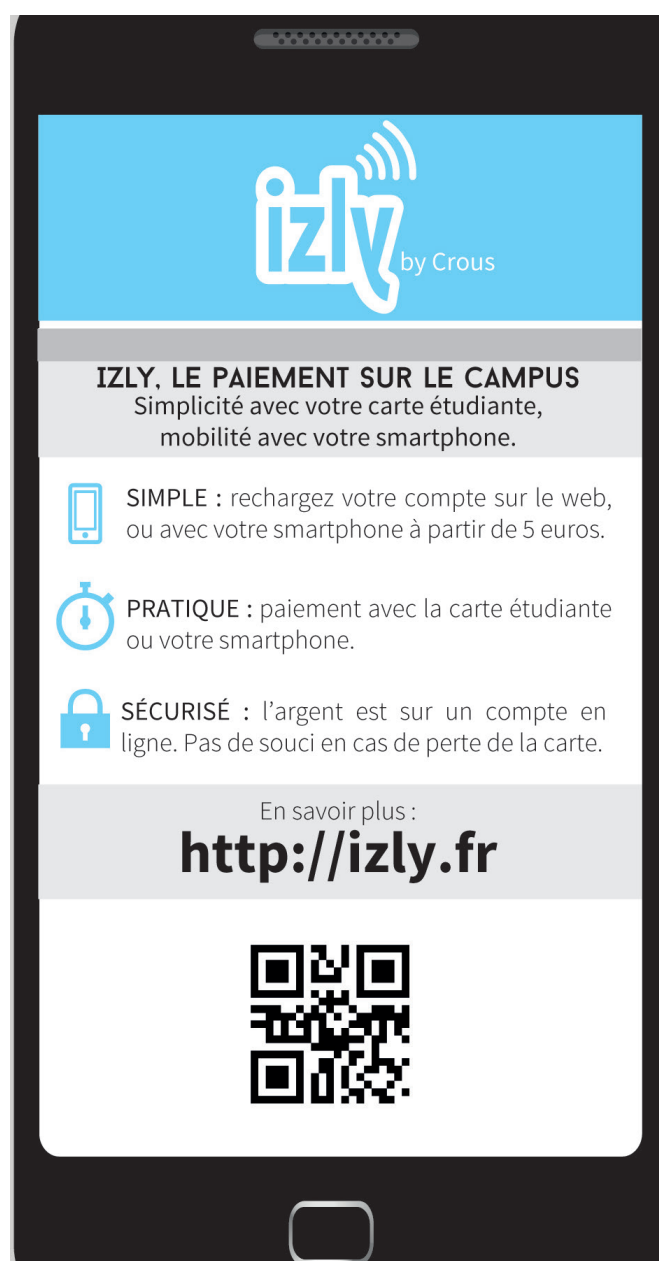 izly by Crous
IZLY, LE PAIEMENT SUR LE CAMPUS
Simplicité avec votre carte étudiante,
mobilité avec votre smartphone.
SIMPLE : rechargez votre compte sur le web,
ou avec votre smartphone à partir de 5 euros.
PRATIQUE : paiement avec la carte étudiante
ou votre smartphone.
SÉCURISÉ : l’argent est sur un compte en
ligne. Pas de souci en cas de perte de la carte.
En savoir plus :
http://izly.fr